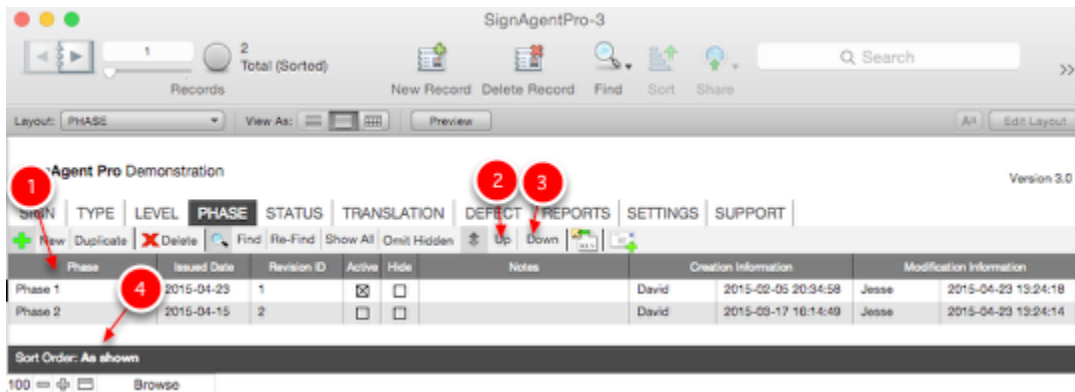 SignAgentPro-3
1
2
Total (Sorted)
Records
New Record Delete Record Find Sort Share
Search
Layout: PHASE View As: Preview Aa Edit Layout
Agent Pro Demonstration
Version 3.0
1 2 3
SIGN TYPE LEVEL PHASE STATUS TRANSLATION DEFECT REPORTS SETTINGS SUPPORT
New Duplicate Delete Find Re-Find Show All Omit Hidden Up Down
Phase Issued Date Revision ID Active Hide Notes Creation Information Modification Information
Phase 1 2015-04-23 1 David 2015-02-05 20:34:58 Jesse 2015-04-23 13:24:18
4
Phase 2 2015-04-15 2 David 2015-03-17 16:14:49 Jesse 2015-04-23 13:24:14
Sort Order: As shown
100 Browse